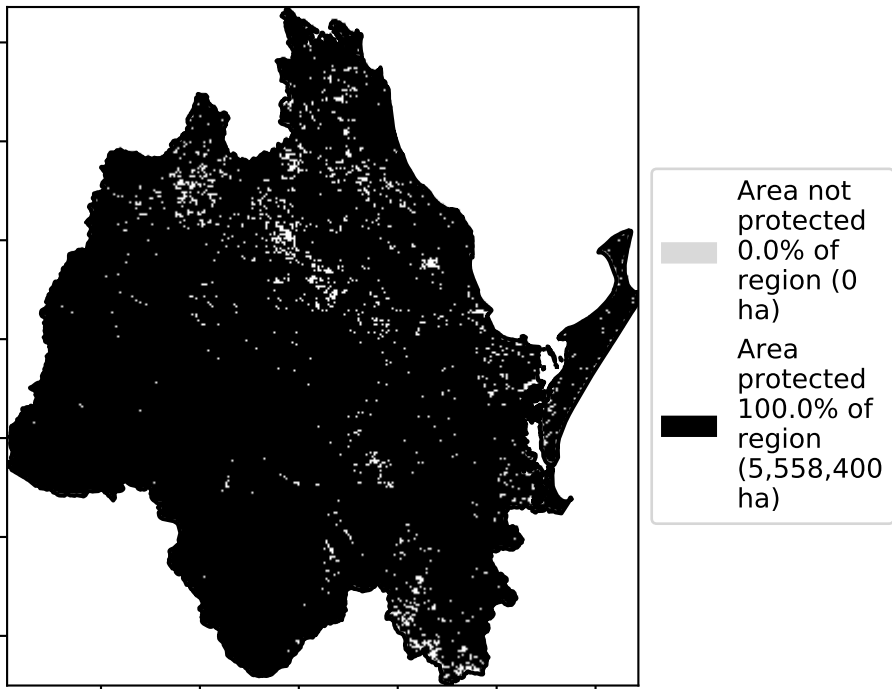 Area not
protected
0.0% of
region (0
ha)
Area
protected
100.0% of
region
(5,558,400
ha)